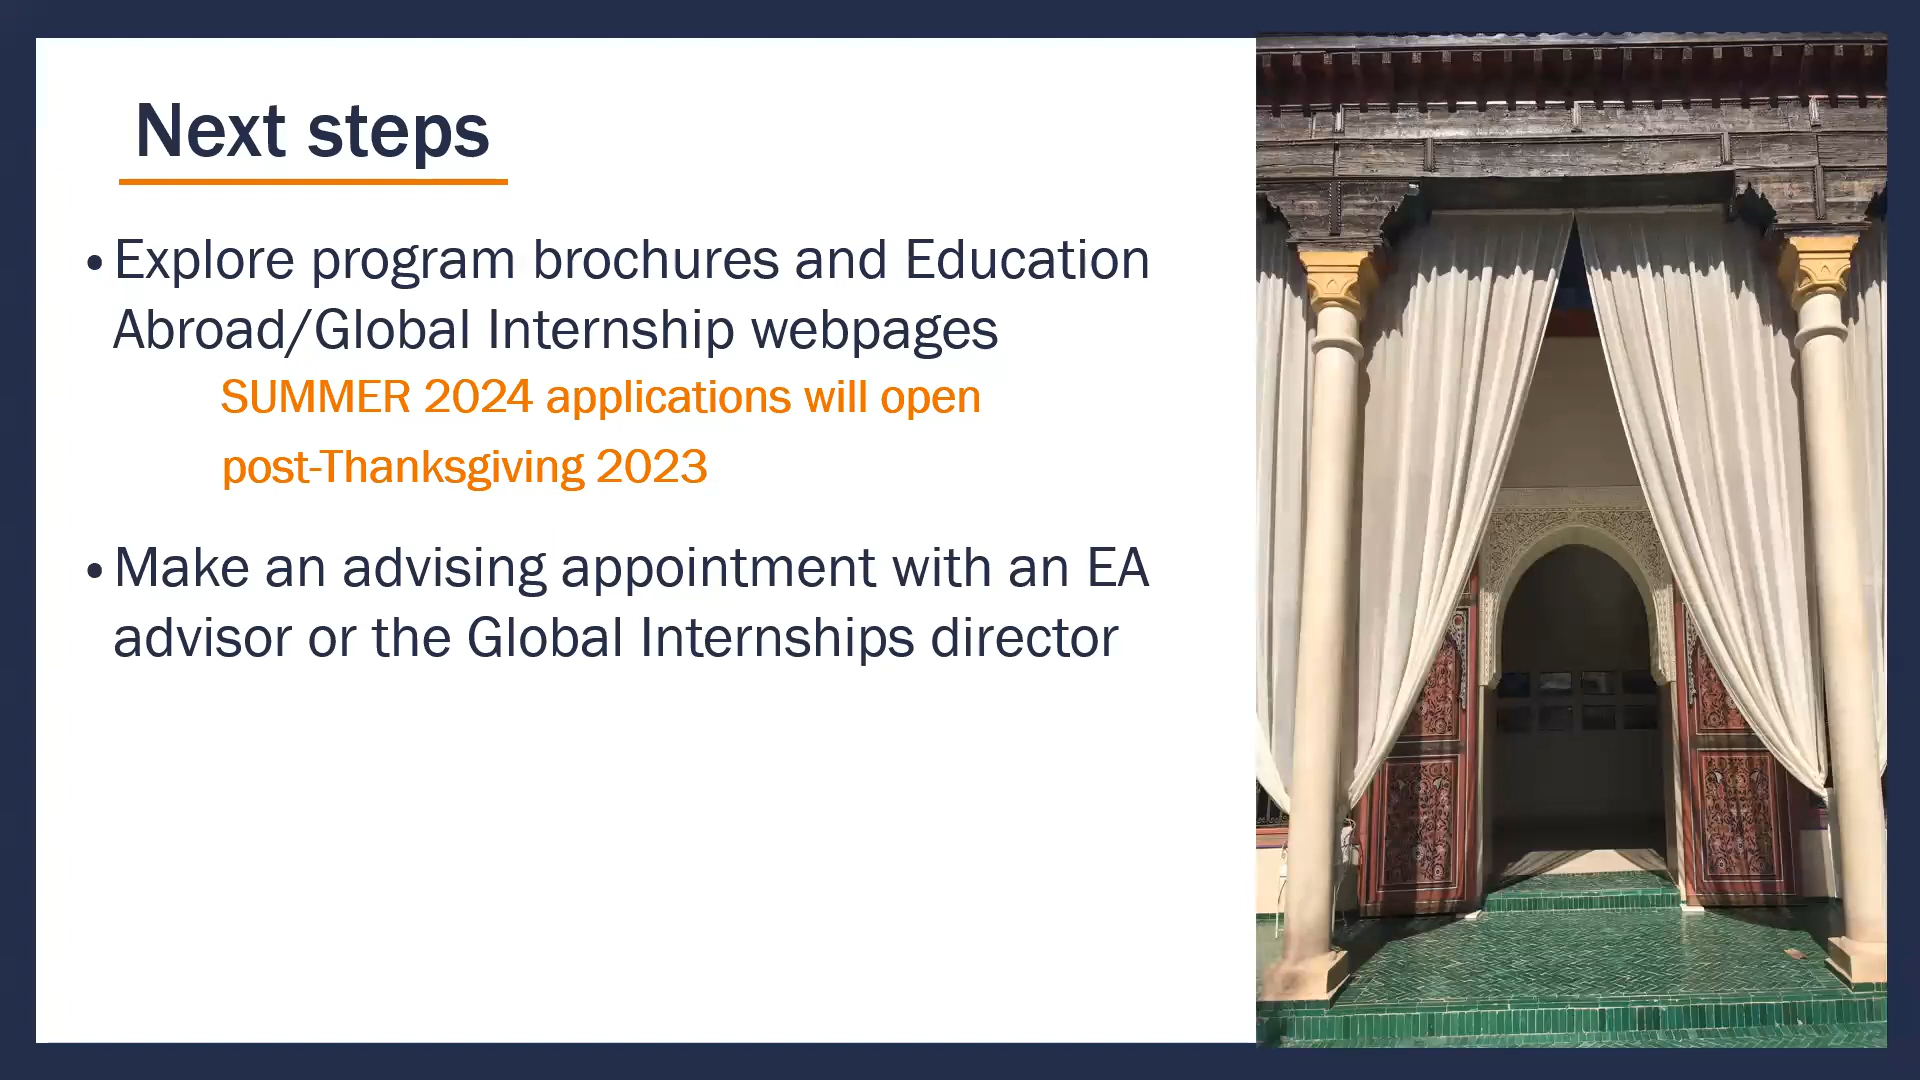 Next steps
• Explore program brochures and Education
Abroad/Global Internship webpages
SUMMER 2024 applications will open
post-Thanksgiving 2023
• Make an advising appointment with an EA
advisor or the Global Internships director